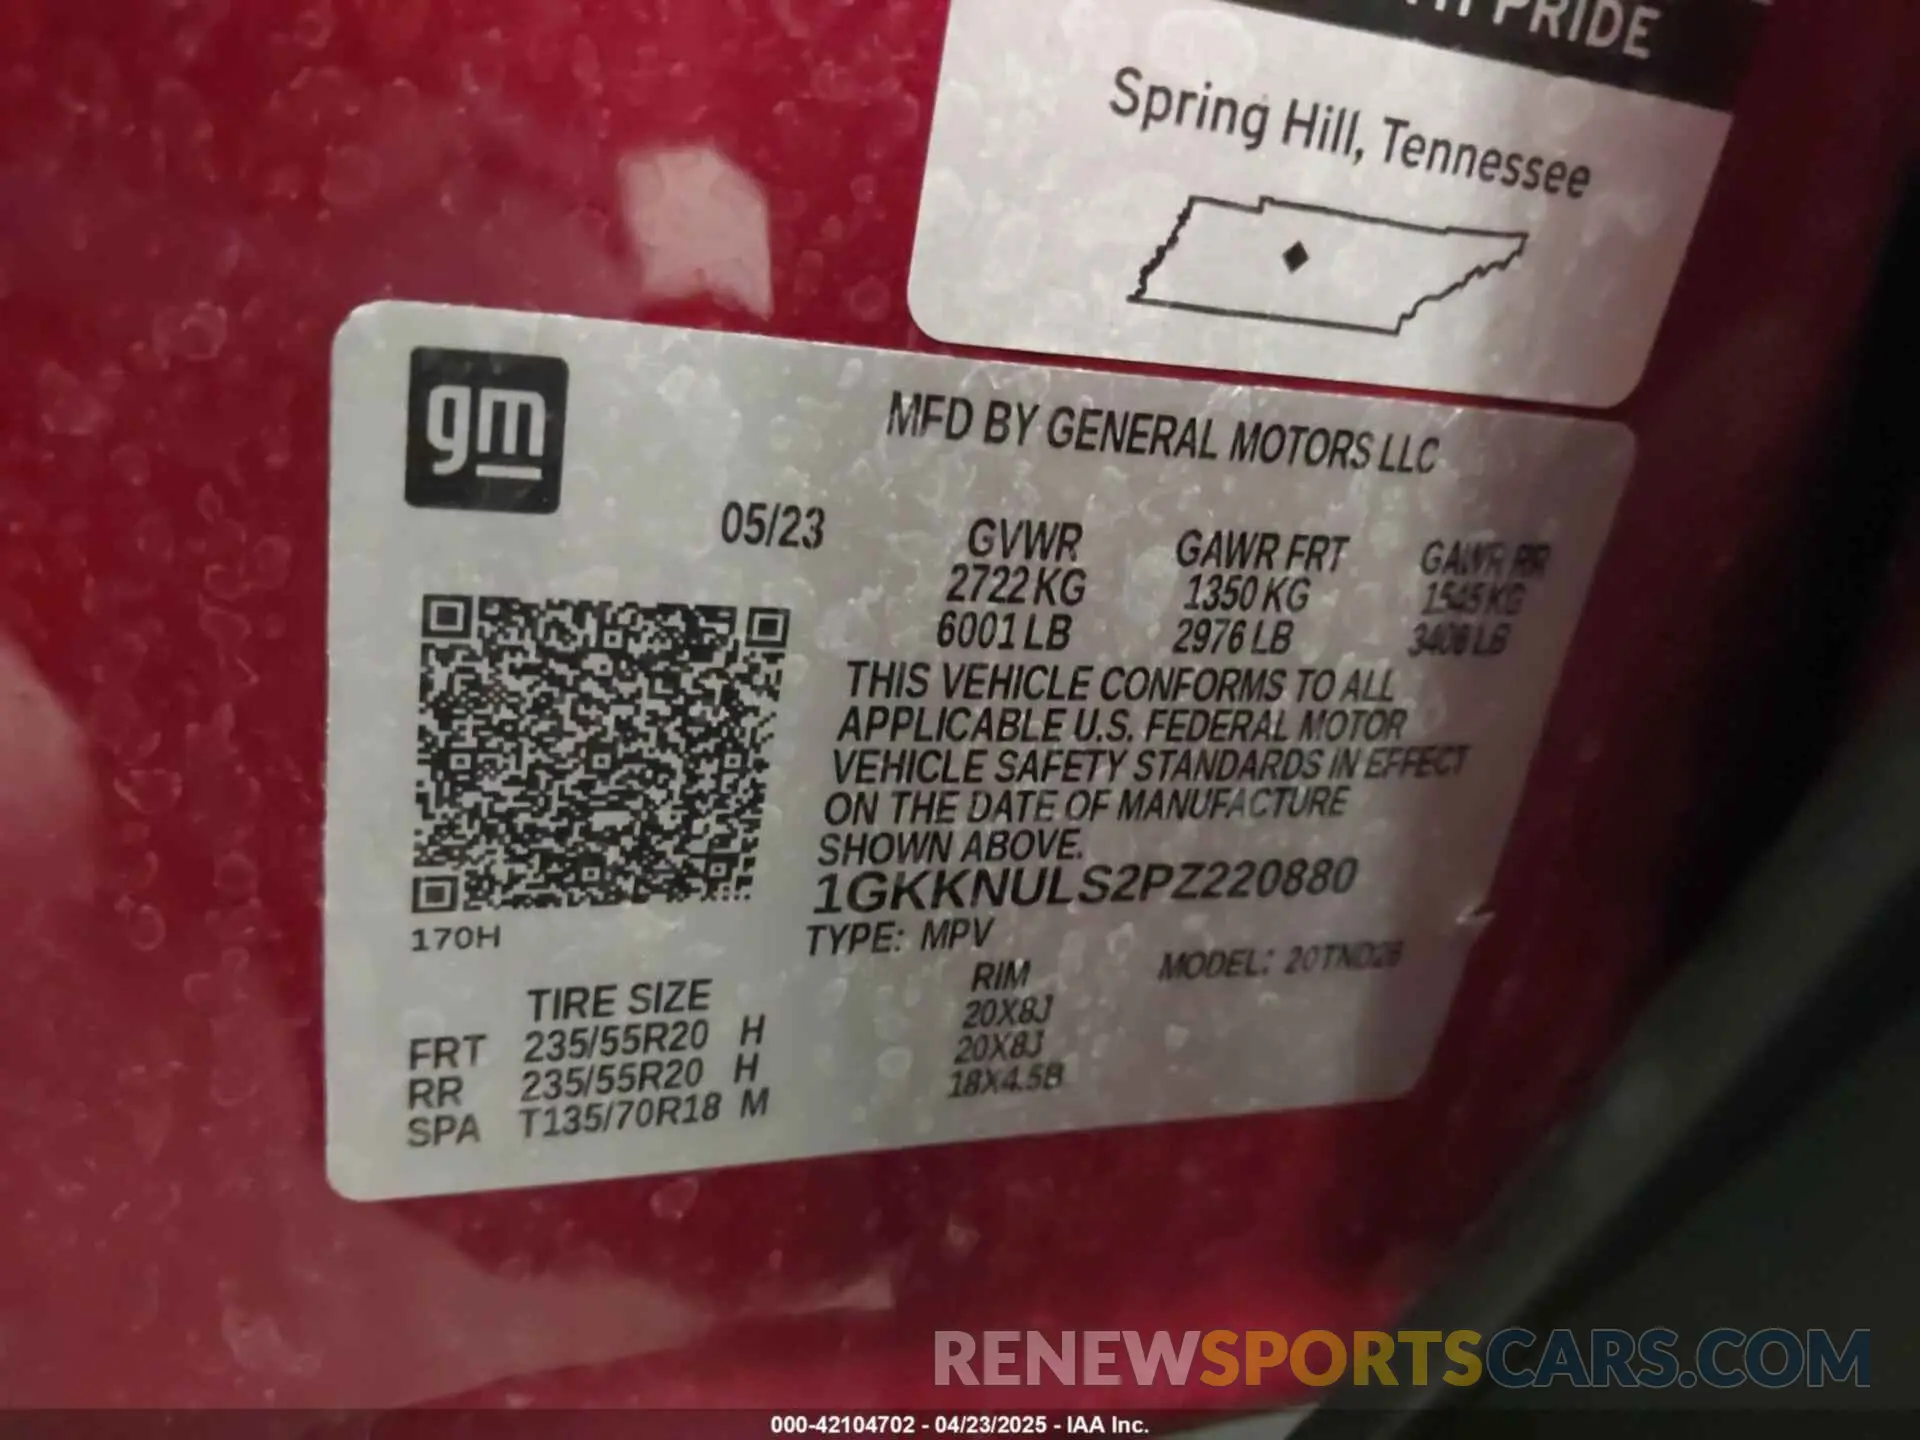 PRIDE
Spring Hill, Tennessee
gm
MFD BY GENERAL MOTORS LLC
05/23
GVWR GAWR FRT GAWR RR
2722 KG 1350 KG 1545 KG
6001 LB 2976 LB 3406 LB
THIS VEHICLE CONFORMS TO ALL
APPLICABLE U.S. FEDERAL MOTOR
VEHICLE SAFETY STANDARDS IN EFFECT
ON THE DATE OF MANUFACTURE
SHOWN ABOVE.
1GKKNULS2PZ220880
170H
TYPE: MPV MODEL: 20TND26
TIRE SIZE RIM
FRT 235/55R20 H 20X8J
RR 235/55R20 H 20X8J
SPA T135/70R18 M 18X4.5B
RENEWSPORTSCARS.COM
000-42104702 - 04/23/2025 - IAA Inc.